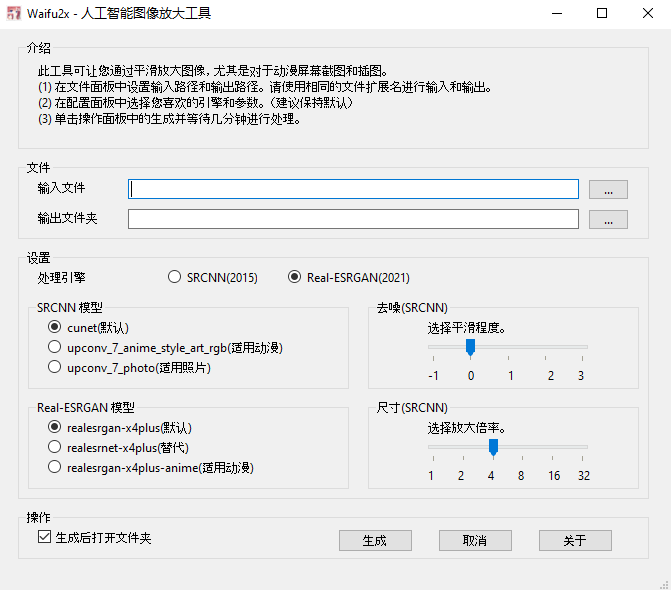 Waifu2x - 人工智能图像放大工具
介绍
此工具可让您通过平滑放大图像，尤其是对于动漫屏幕截图和插图。
(1) 在文件面板中设置输入路径和输出路径。请使用相同的文件扩展名进行输入和输出。
(2) 在配置面板中选择您喜欢的引擎和参数。（建议保持默认）
(3) 单击操作面板中的生成并等待几分钟进行处理。
文件
输入文件
...
输出文件夹
...
设置
处理引擎
SRCNN(2015)
Real-ESRGAN(2021)
SRCNN 模型
cunet(默认)
upconv_7_anime_style_art_rgb(适用动漫)
upconv_7_photo(适用照片)
去噪(SRCNN)
选择平滑程度。
-1 0 1 2 3
Real-ESRGAN 模型
realesrgan-x4plus(默认)
realesrnet-x4plus(替代)
realesrgan-x4plus-anime(适用动漫)
尺寸(SRCNN)
选择放大倍率。
1 2 4 8 16 32
操作
生成后打开文件夹
生成
取消
关于